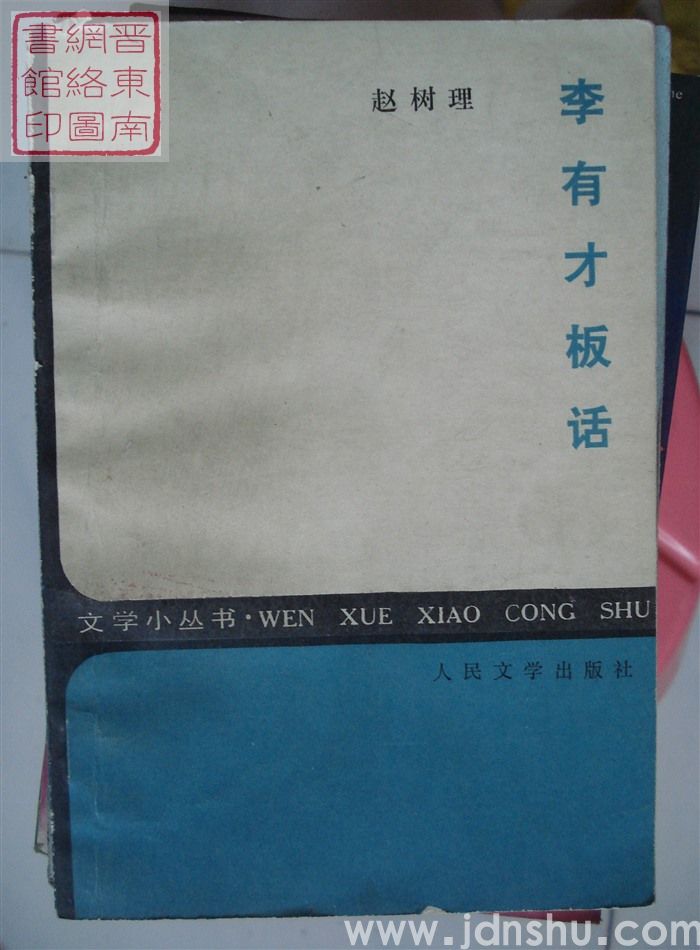 晋東南
網絡圖
書館印
赵树理
李有才板话
文学小丛书·WEN XUE XIAO CONG SHU
人民文学出版社
www.jdnshu.com